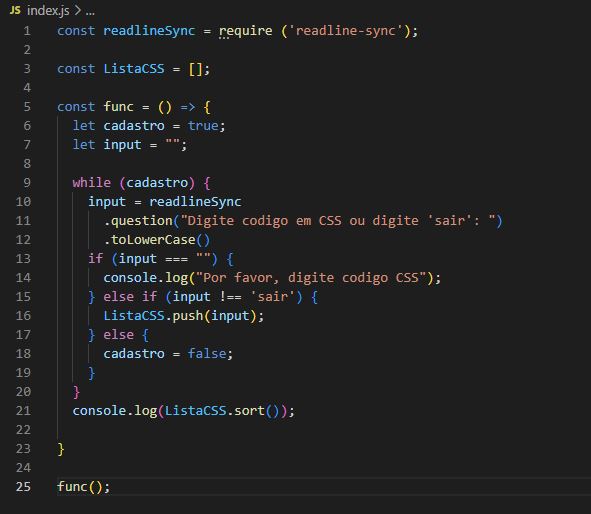 JS index.js > ...
1 const readlineSync = require ('readline-sync');
2
3 const ListaCSS = [];
4
5 const func = () => {
6   let cadastro = true;
7   let input = "";
8
9   while (cadastro) {
10     input = readlineSync
11       .question("Digite codigo em CSS ou digite 'sair': ")
12       .toLowerCase()
13     if (input === "") {
14       console.log("Por favor, digite codigo CSS");
15     } else if (input !== 'sair') {
16       ListaCSS.push(input);
17     } else {
18       cadastro = false;
19     }
20   }
21   console.log(ListaCSS.sort());
22
23 }
24
25 func();